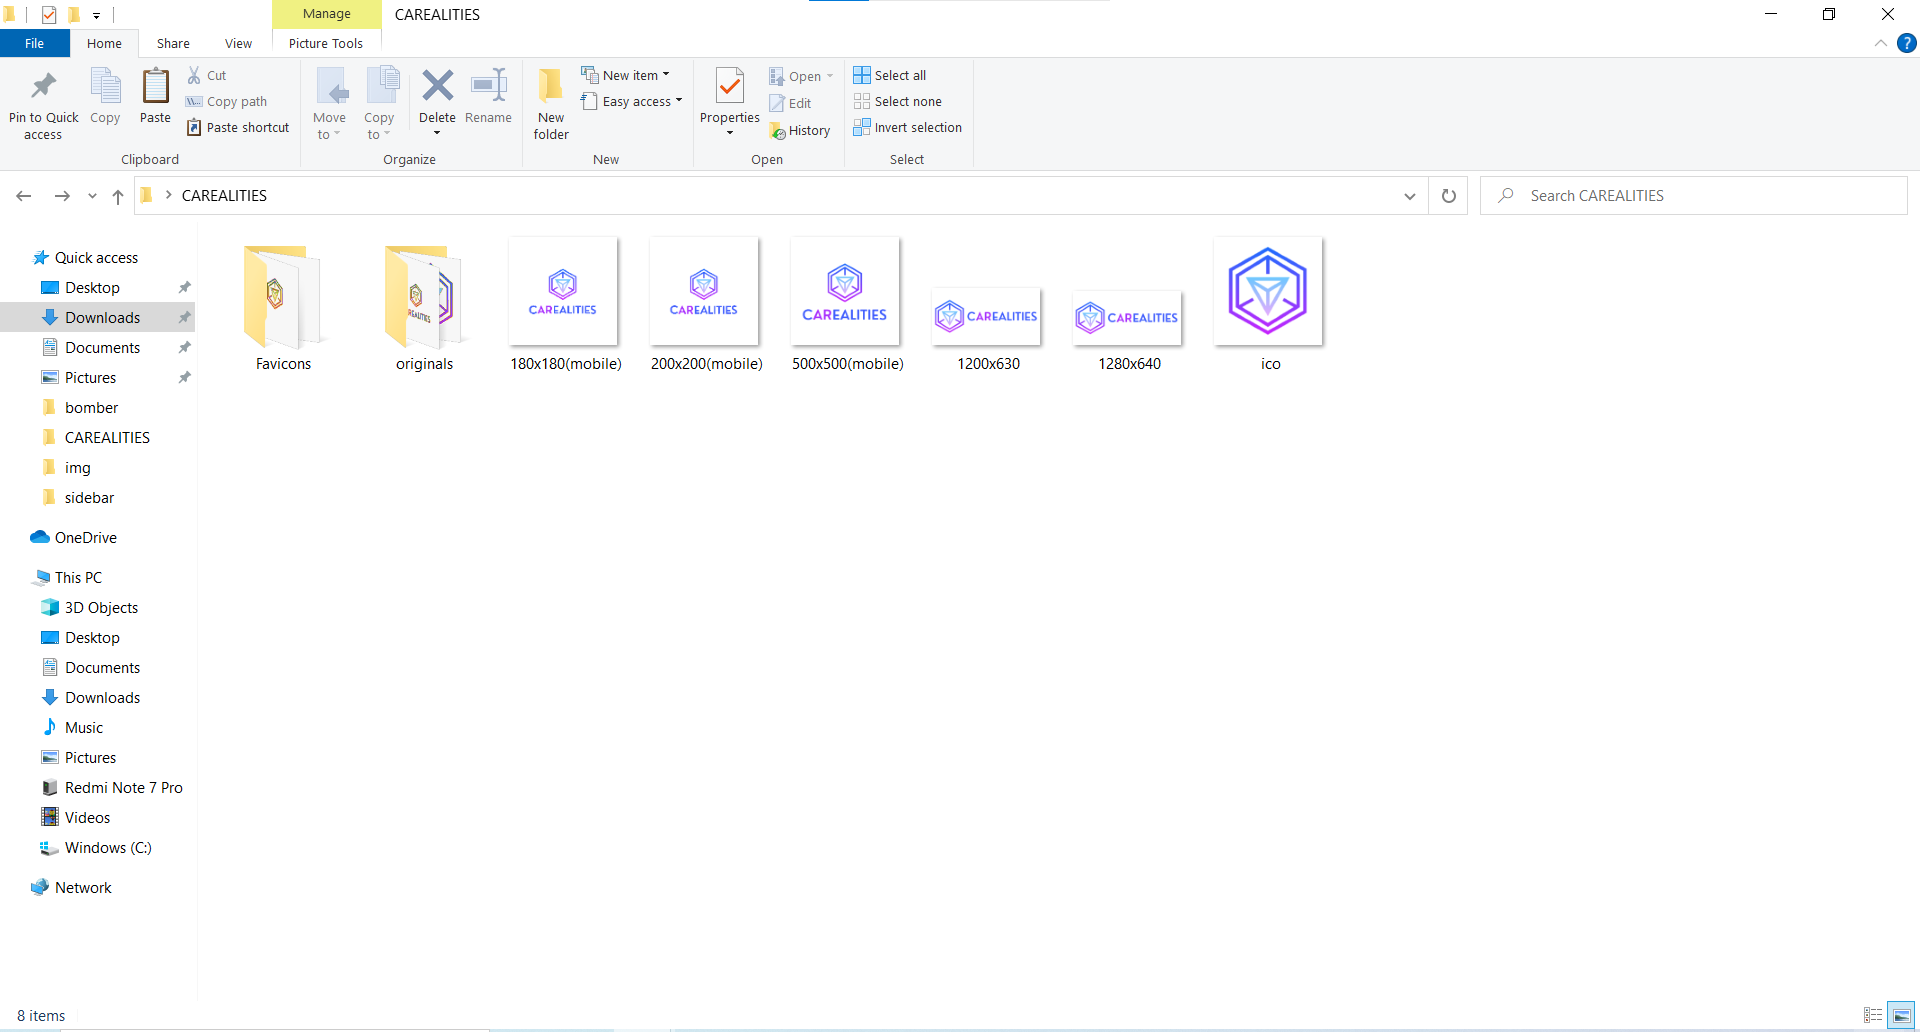 Manage
CAREALITIES
File
Home
Share
View
Picture Tools
?
Pin to Quick access
Copy
Paste
Cut
Copy path
Paste shortcut
Clipboard
Move to
Copy to
Delete
Rename
Organize
New folder
New item
Easy access
New
Properties
Open
Edit
History
Open
Select all
Select none
Invert selection
Select
CAREALITIES
Search CAREALITIES
Quick access
Desktop
Downloads
Documents
Pictures
bomber
CAREALITIES
img
sidebar
OneDrive
This PC
3D Objects
Desktop
Documents
Downloads
Music
Pictures
Redmi Note 7 Pro
Videos
Windows (C:)
Network
Favicons
originals
CAREALITIES
180x180(mobile)
CAREALITIES
200x200(mobile)
CAREALITIES
500x500(mobile)
CAREALITIES
1200x630
CAREALITIES
1280x640
ico
8 items